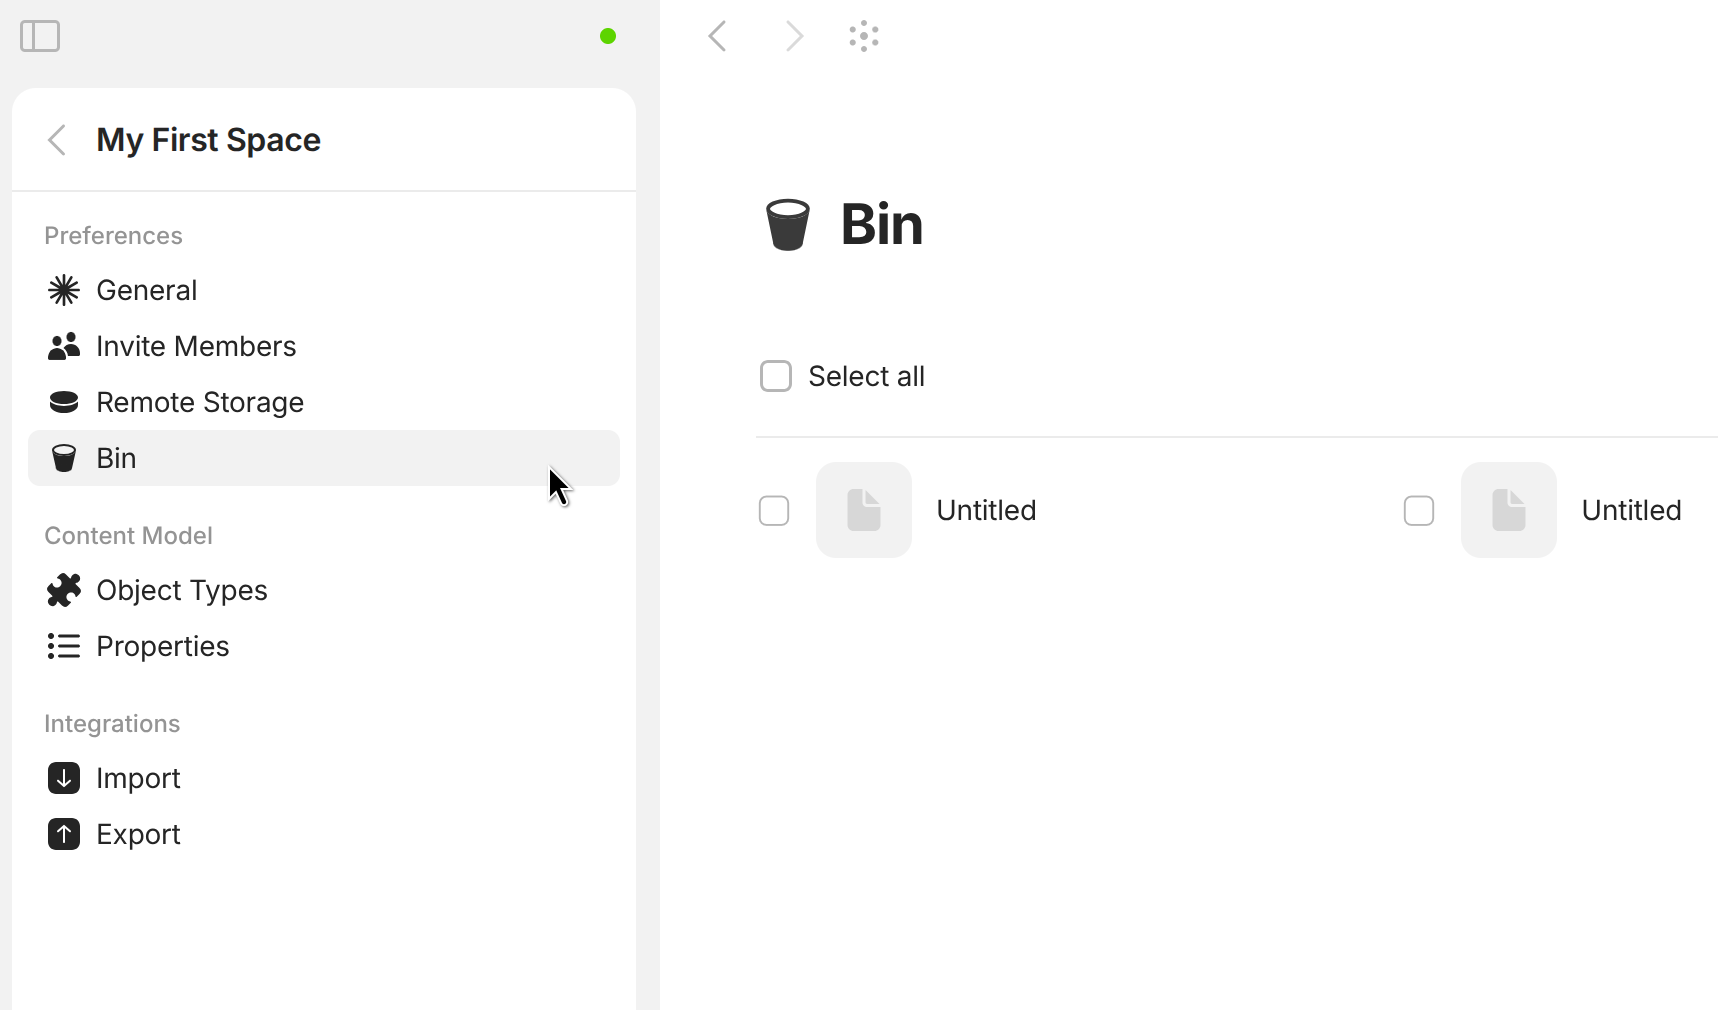 My First Space
Preferences
General
Invite Members
Remote Storage
Bin
Content Model
Object Types
Properties
Integrations
Import
Export
Bin
Select all
Untitled
Untitled